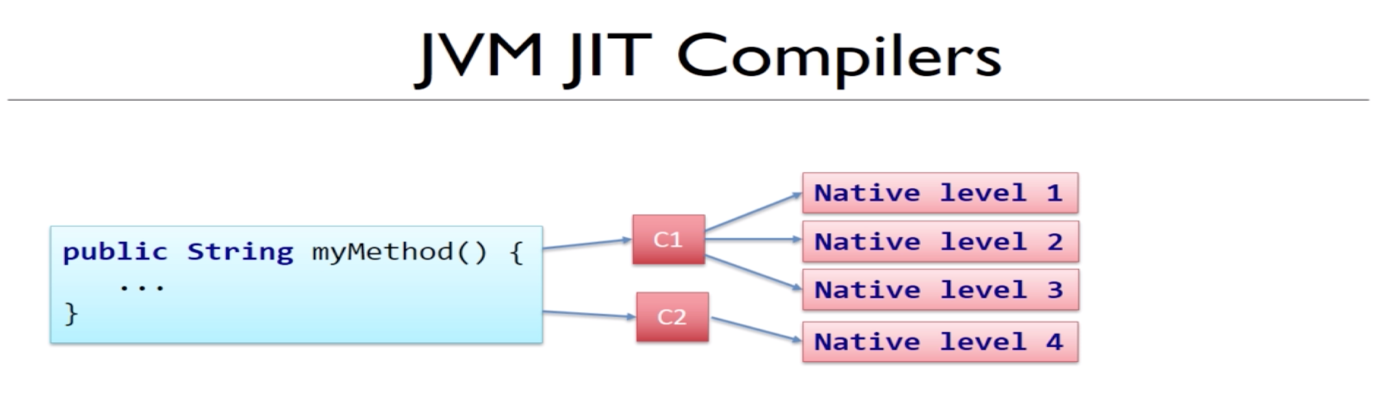 JVM JIT Compilers
public String myMethod() {
...
}
C1
C2
Native level 1
Native level 2
Native level 3
Native level 4